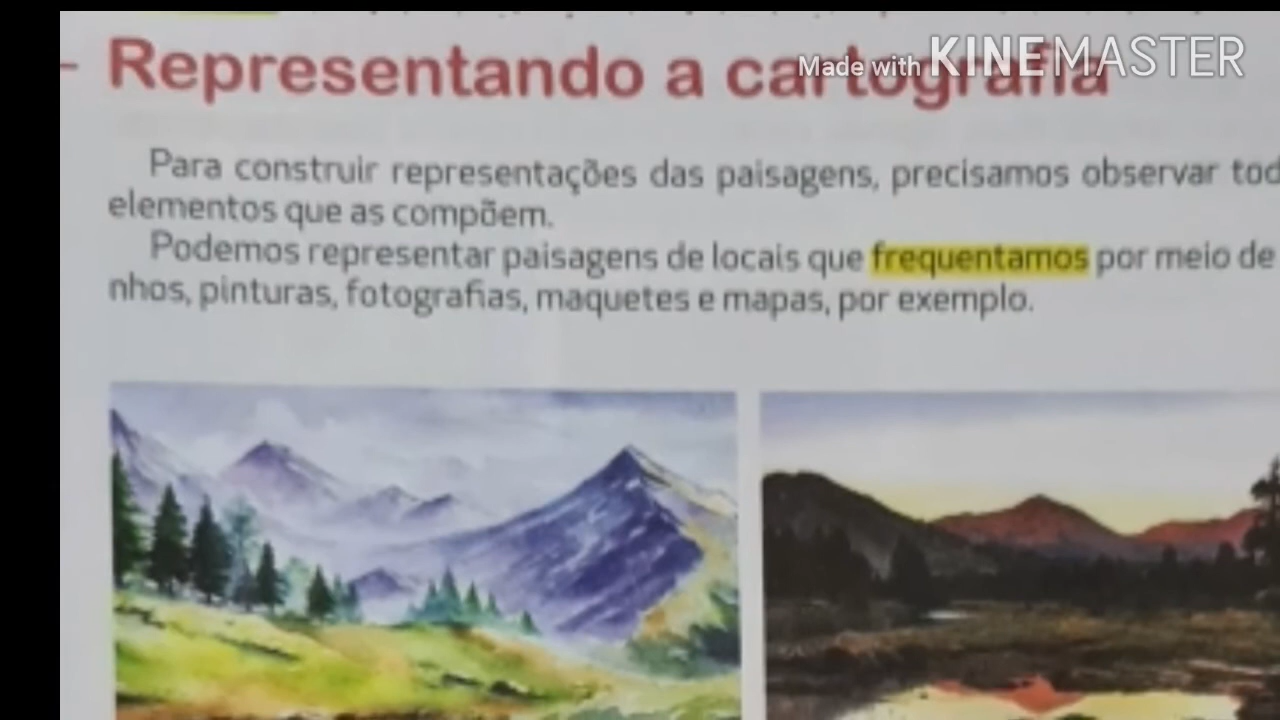 Made with KINEMASTER
Representando a cartografia
Para construir representações das paisagens, precisamos observar tod
elementos que as compõem.
Podemos representar paisagens de locais que frequentamos por meio de
nhos, pinturas, fotografias, maquetes e mapas, por exemplo.